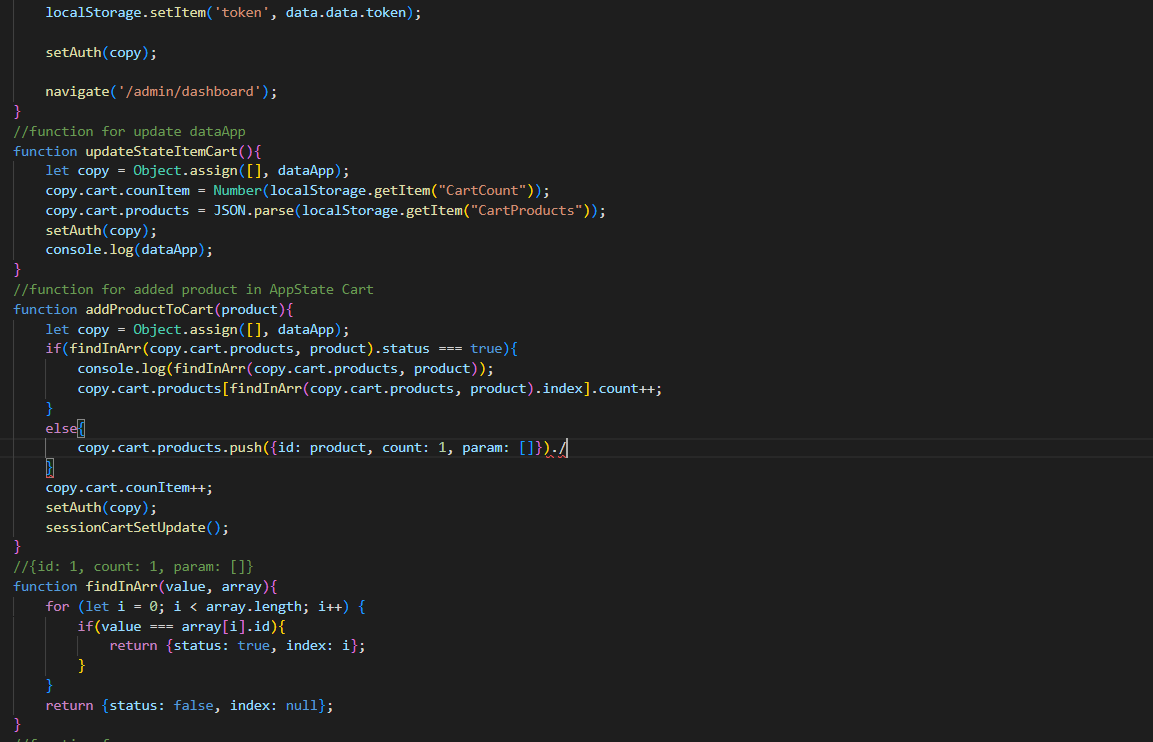 localStorage.setItem('token', data.data.token);
setAuth(copy);
navigate('/admin/dashboard');
}
//function for update dataApp
function updateStateItemCart(){
let copy = Object.assign([], dataApp);
copy.cart.counItem = Number(localStorage.getItem("CartCount"));
copy.cart.products = JSON.parse(localStorage.getItem("CartProducts"));
setAuth(copy);
console.log(dataApp);
}
//function for added product in AppState Cart
function addProductToCart(product){
let copy = Object.assign([], dataApp);
if(findInArr(copy.cart.products, product).status === true){
console.log(findInArr(copy.cart.products, product));
copy.cart.products[findInArr(copy.cart.products, product).index].count++;
}
else{
copy.cart.products.push({id: product, count: 1, param: []})./
}
copy.cart.counItem++;
setAuth(copy);
sessionCartSetUpdate();
}
//{id: 1, count: 1, param: []}
function findInArr(value, array){
for (let i = 0; i < array.length; i++) {
if(value === array[i].id){
return {status: true, index: i};
}
}
return {status: false, index: null};
}